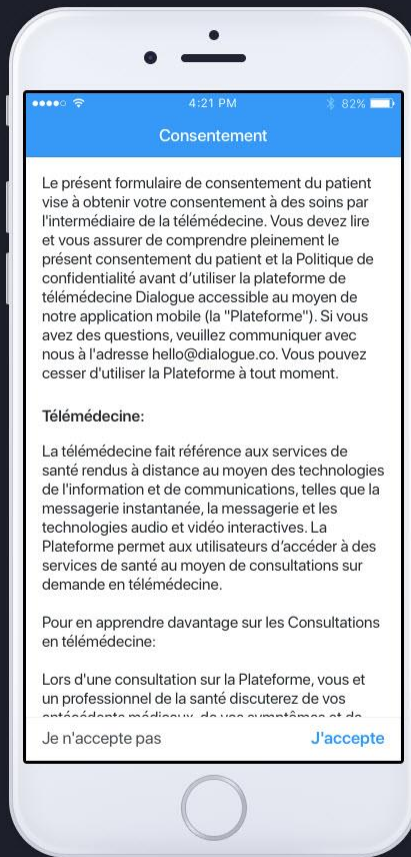 4:21 PM
82%
Consentement
Le présent formulaire de consentement du patient
vise à obtenir votre consentement à des soins par
l'intermédiaire de la télémédecine. Vous devez lire
et vous assurer de comprendre pleinement le
présent consentement du patient et la Politique de
confidentialité avant d'utiliser la plateforme de
télémédecine Dialogue accessible au moyen de
notre application mobile (la "Plateforme"). Si vous
avez des questions, veuillez communiquer avec
nous à l'adresse hello@dialogue.co. Vous pouvez
cesser d'utiliser la Plateforme à tout moment.
Télémédecine:
La télémédecine fait référence aux services de
santé rendus à distance au moyen des technologies
de l'information et de communications, telles que la
messagerie instantanée, la messagerie et les
technologies audio et vidéo interactives. La
Plateforme permet aux utilisateurs d'accéder à des
services de santé au moyen de consultations sur
demande en télémédecine.
Pour en apprendre davantage sur les Consultations
en télémédecine:
Lors d'une consultation sur la Plateforme, vous et
un professionnel de la santé discuterez de vos
antécédents médicaux, de vos symptômes et de
Je n'accepte pas
J'accepte